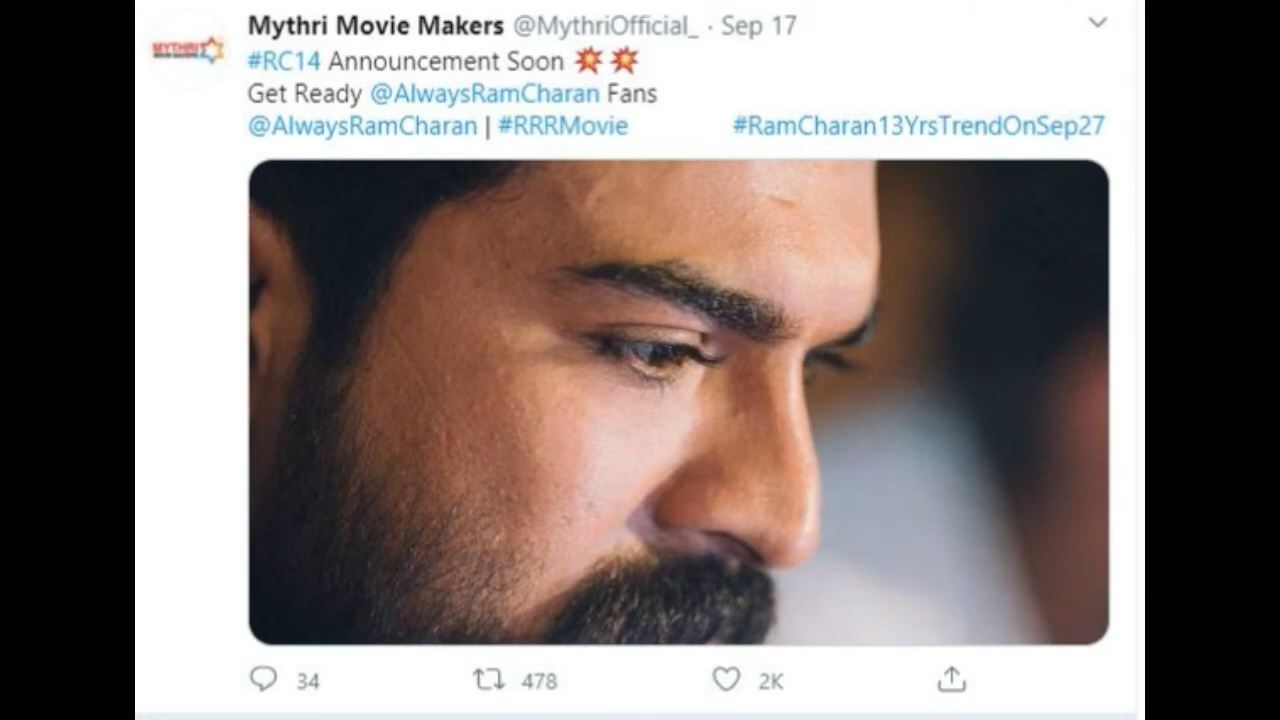 Mythri Movie Makers @MythriOfficial_ · Sep 17
#RC14 Announcement Soon 💥 💥
Get Ready @AlwaysRamCharan Fans
@AlwaysRamCharan | #RRRMovie #RamCharan13YrsTrendOnSep27
MYTHRI
34 478 2K